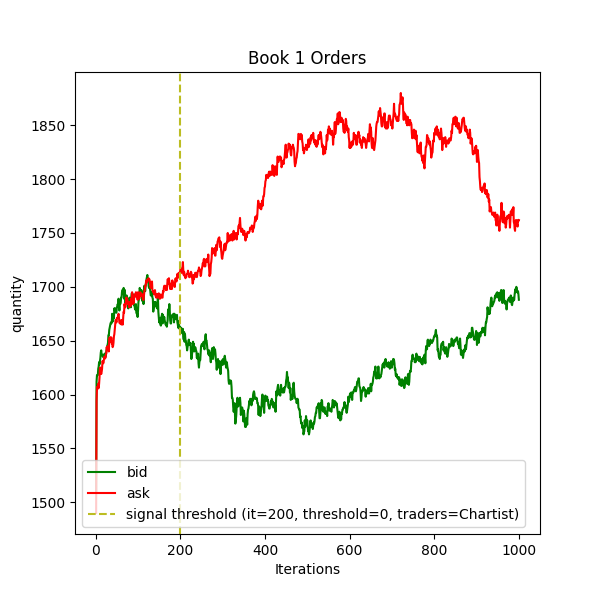 Book 1 Orders
quantity
1850
1800
1750
1700
1650
1600
1550
1500
bid
ask
signal threshold (it=200, threshold=0, traders=Chartist)
0 200 400 600 800 1000
Iterations